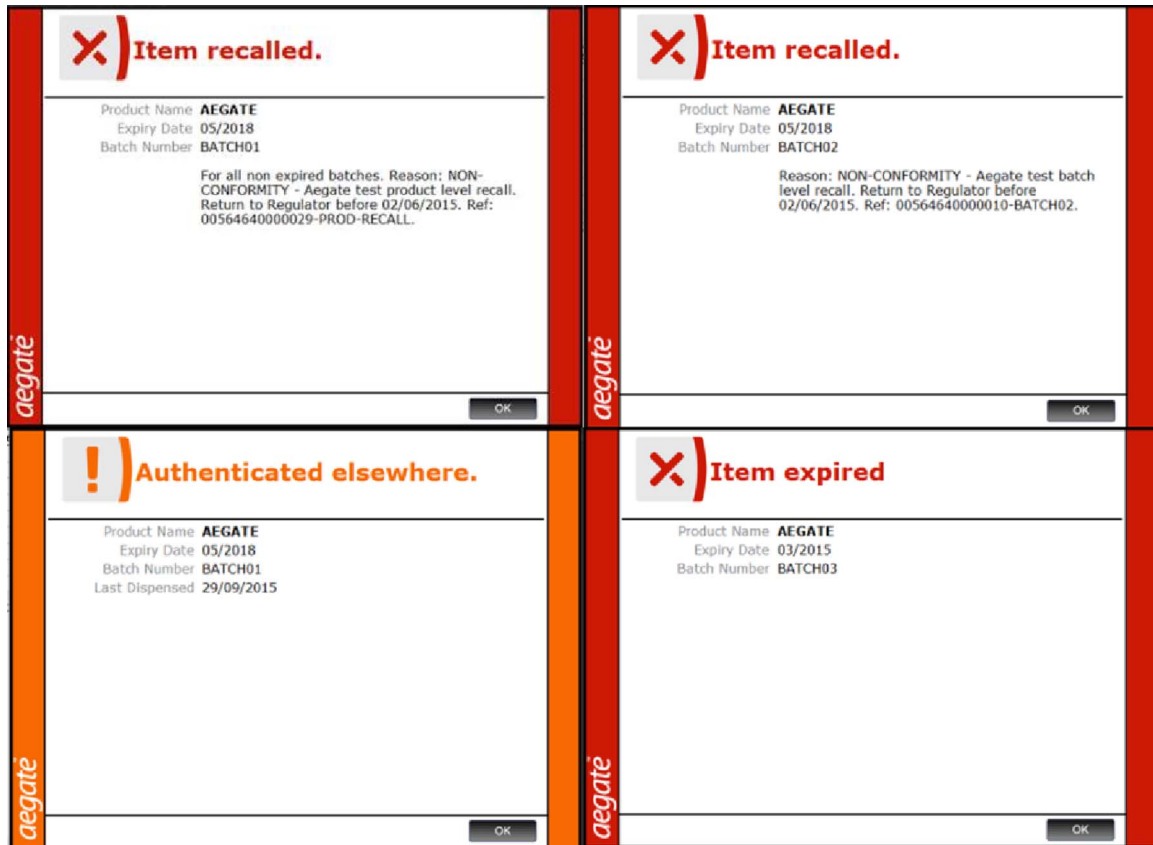 Item recalled.
Product Name AEGATE
Expiry Date 05/2018
Batch Number BATCH01
For all non expired batches. Reason: NON-
CONFORMITY - Aegate test product level recall.
Return to Regulator before 02/06/2015. Ref:
00564640000029-PROD-RECALL.
aegate
OK
Item recalled.
Product Name AEGATE
Expiry Date 05/2018
Batch Number BATCH02
Reason: NON-CONFORMITY - Aegate test batch
level recall. Return to Regulator before
02/06/2015. Ref: 00564640000010-BATCH02.
aegate
OK
Authenticated elsewhere.
Product Name AEGATE
Expiry Date 05/2018
Batch Number BATCH01
Last Dispensed 29/09/2015
aegate
OK
Item expired
Product Name AEGATE
Expiry Date 03/2015
Batch Number BATCH03
aegate
OK